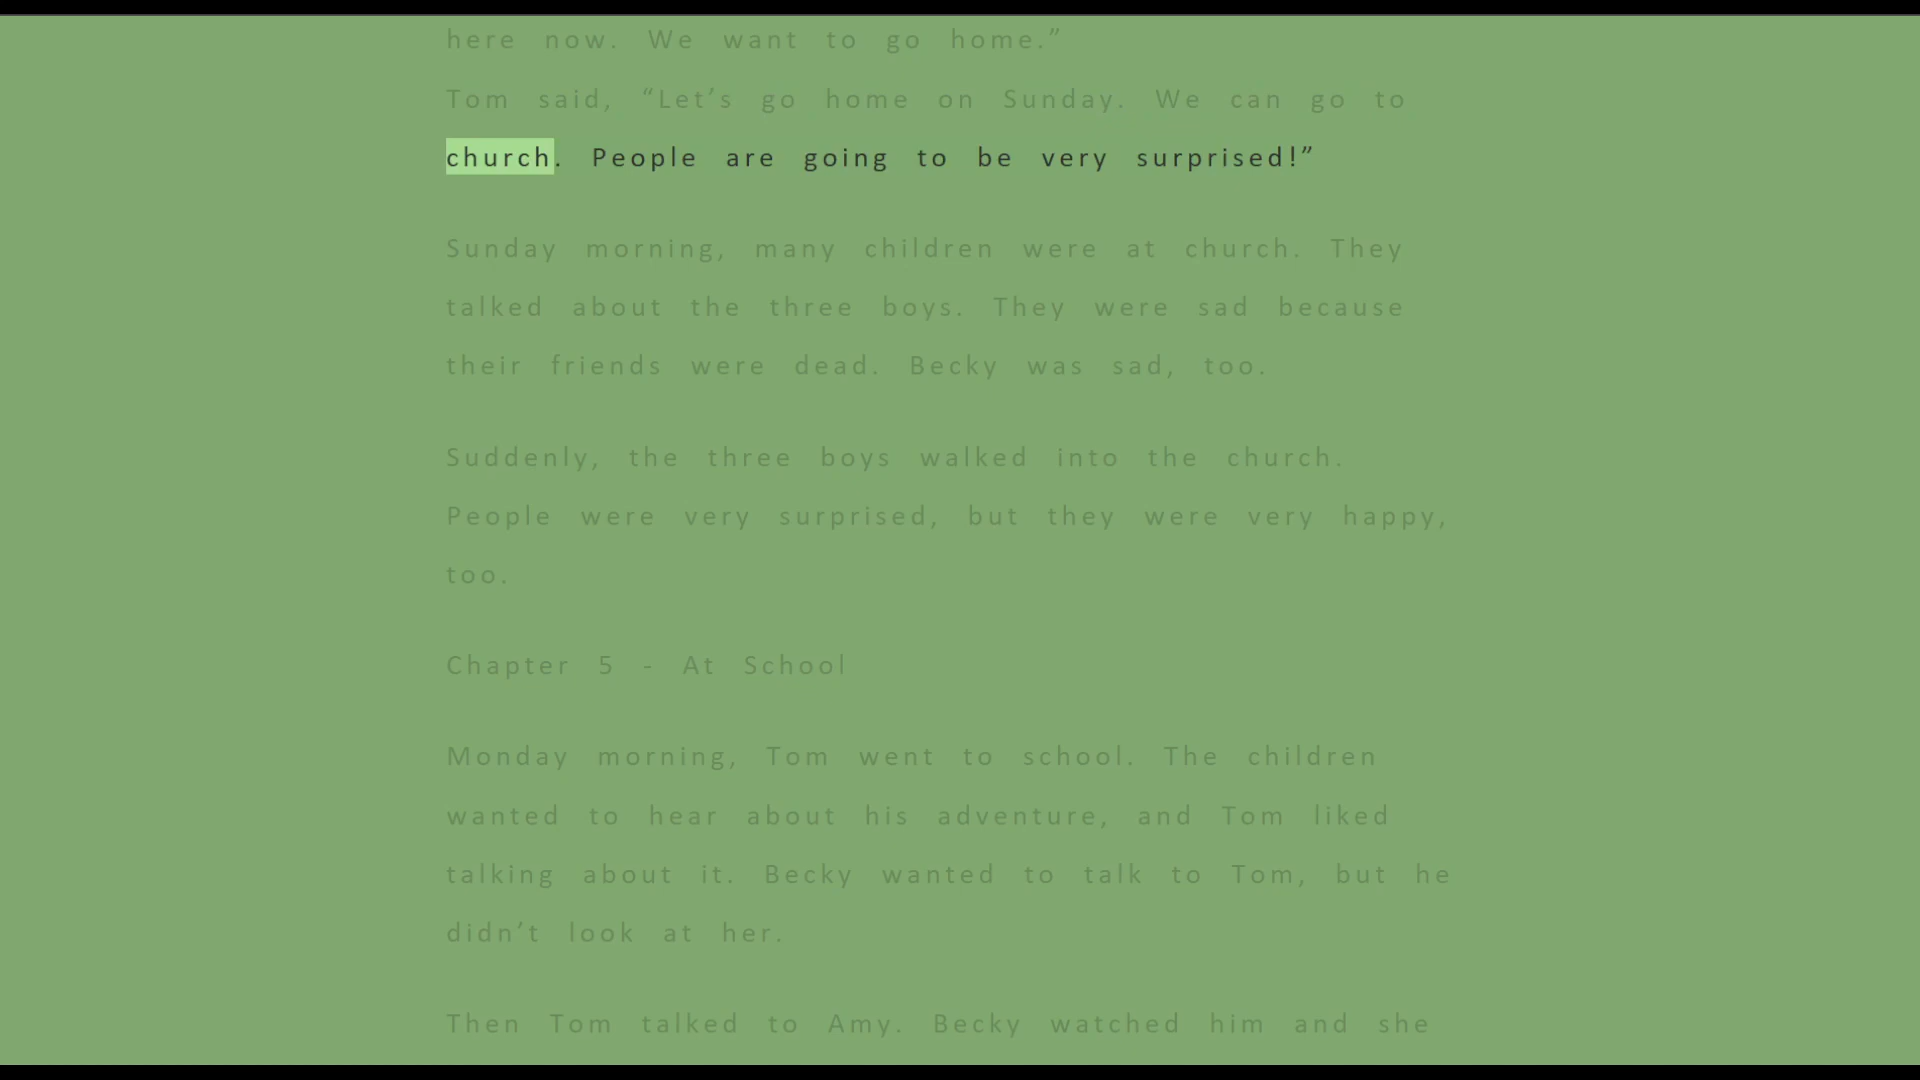 here now. We want to go home.”
Tom said, “Let’s go home on Sunday. We can go to
church. People are going to be very surprised!”
Sunday morning, many children were at church. They
talked about the three boys. They were sad because
their friends were dead. Becky was sad, too.
Suddenly, the three boys walked into the church.
People were very surprised, but they were very happy,
too.
Chapter 5 - At School
Monday morning, Tom went to school. The children
wanted to hear about his adventure, and Tom liked
talking about it. Becky wanted to talk to Tom, but he
didn’t look at her.
Then Tom talked to Amy. Becky watched him and she